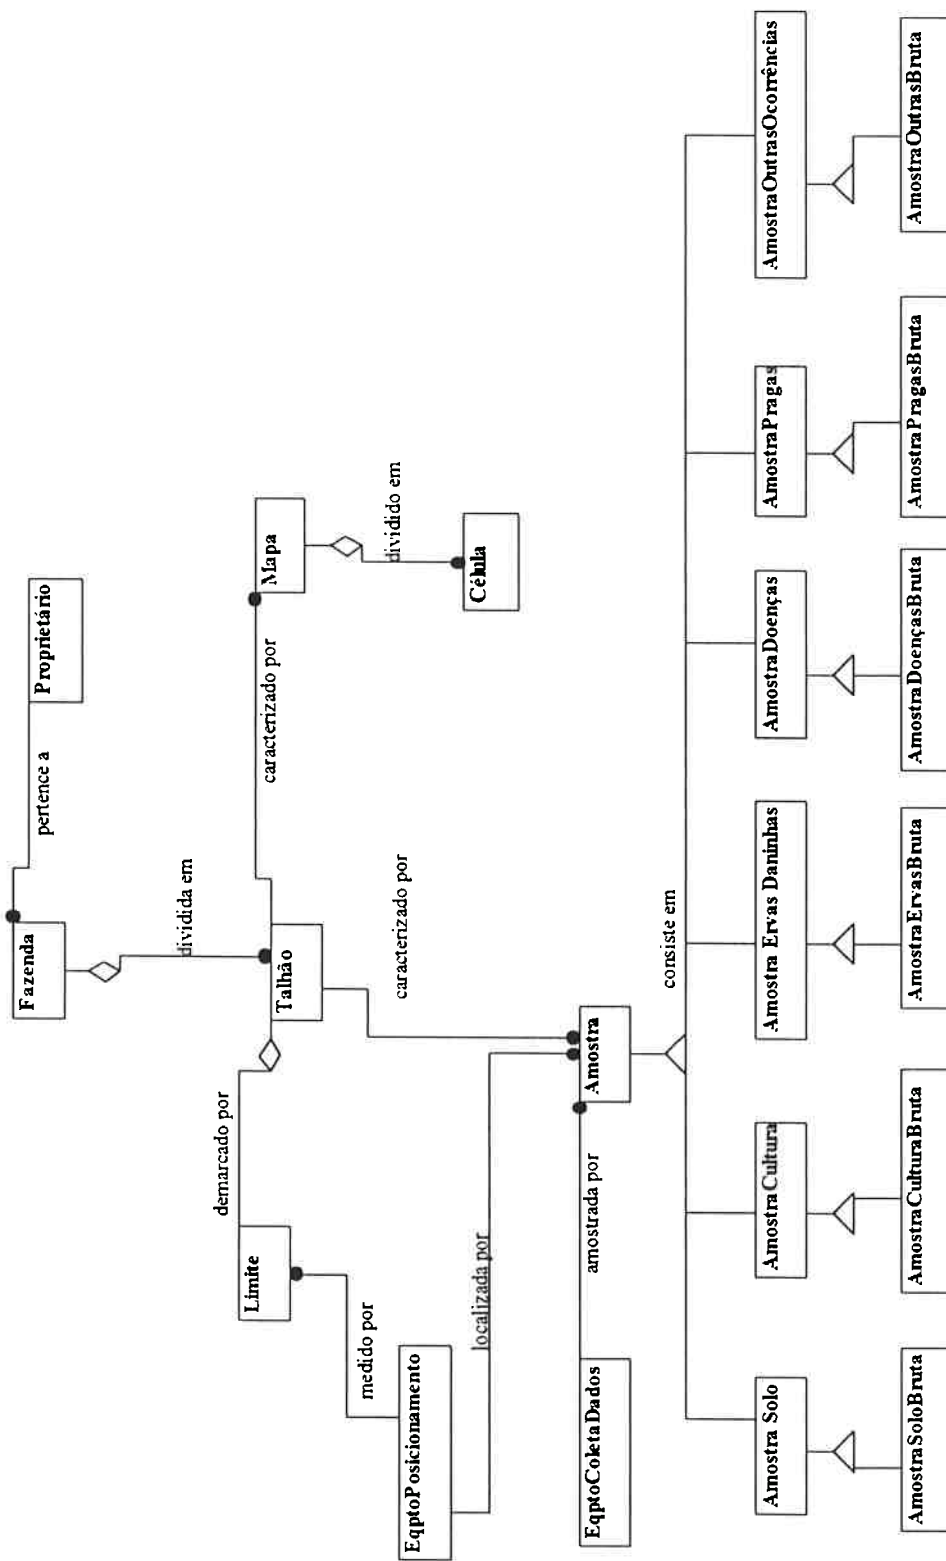 Fazenda
pertence a
Proprietário
dividida em
demarcado por
Talhão
caracterizado por
Mapa
dividido em
Célula
Limite
medido por
EqptoPosicionamento
localizada por
caracterizado por
EqptoColetaDados
amostrada por
Amostra
consiste em
Amostra Solo
AmostraCultura
Amostra Ervas Daninhas
AmostraDoenças
AmostraPragas
AmostraOutrasOcorrências
AmostraSoloBruta
AmostraCulturaBruta
AmostraErvasBruta
AmostraDoençasBruta
AmostraPragasBruta
AmostraOutrasBruta